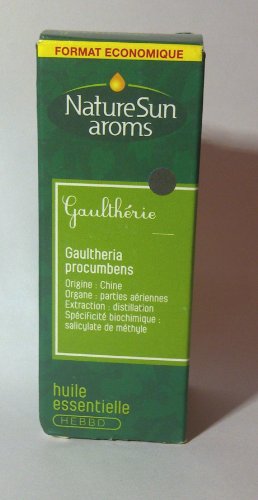 FORMAT ECONOMIQUE
NatureSun
aroms
Gaulthérie
Gaultheria
procumbens
Origine : Chine
Organe : parties aériennes
Extraction : distillation
Spécificité biochimique :
salicylate de méthyle
huile
essentielle
HEBBD